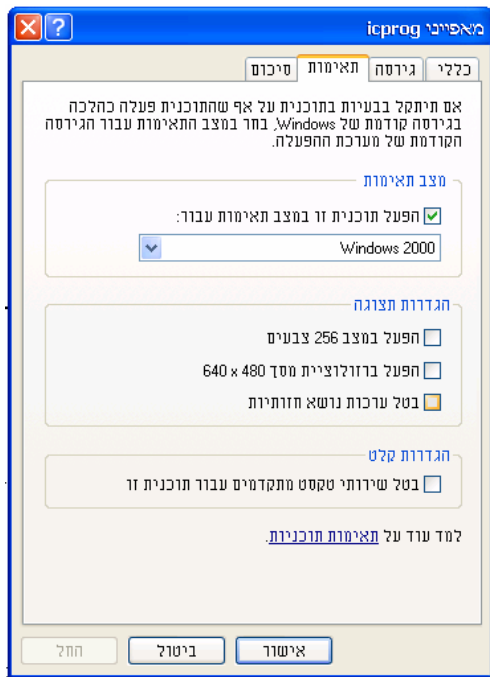 מאפייני icprog
כללי גירסה תאימות סיכום
אם תיתקל בבעיות בתוכנית על אף שהתוכנית פעלה כהלכה
בגירסה קודמת של Windows, בחר במצב התאימות עבור הגירסה
הקודמת של מערכת ההפעלה.
מצב תאימות
הפעל תוכנית זו במצב תאימות עבור:
Windows 2000
הגדרות תצוגה
הפעל במצב 256 צבעים
הפעל ברזולוציית מסך 480 x 640
בטל ערכות נושא חזותיות
הגדרות קלט
בטל שירותי טקסט מתקדמים עבור תוכנית זו
למד עוד על תאימות תוכניות.
אישור ביטול החל